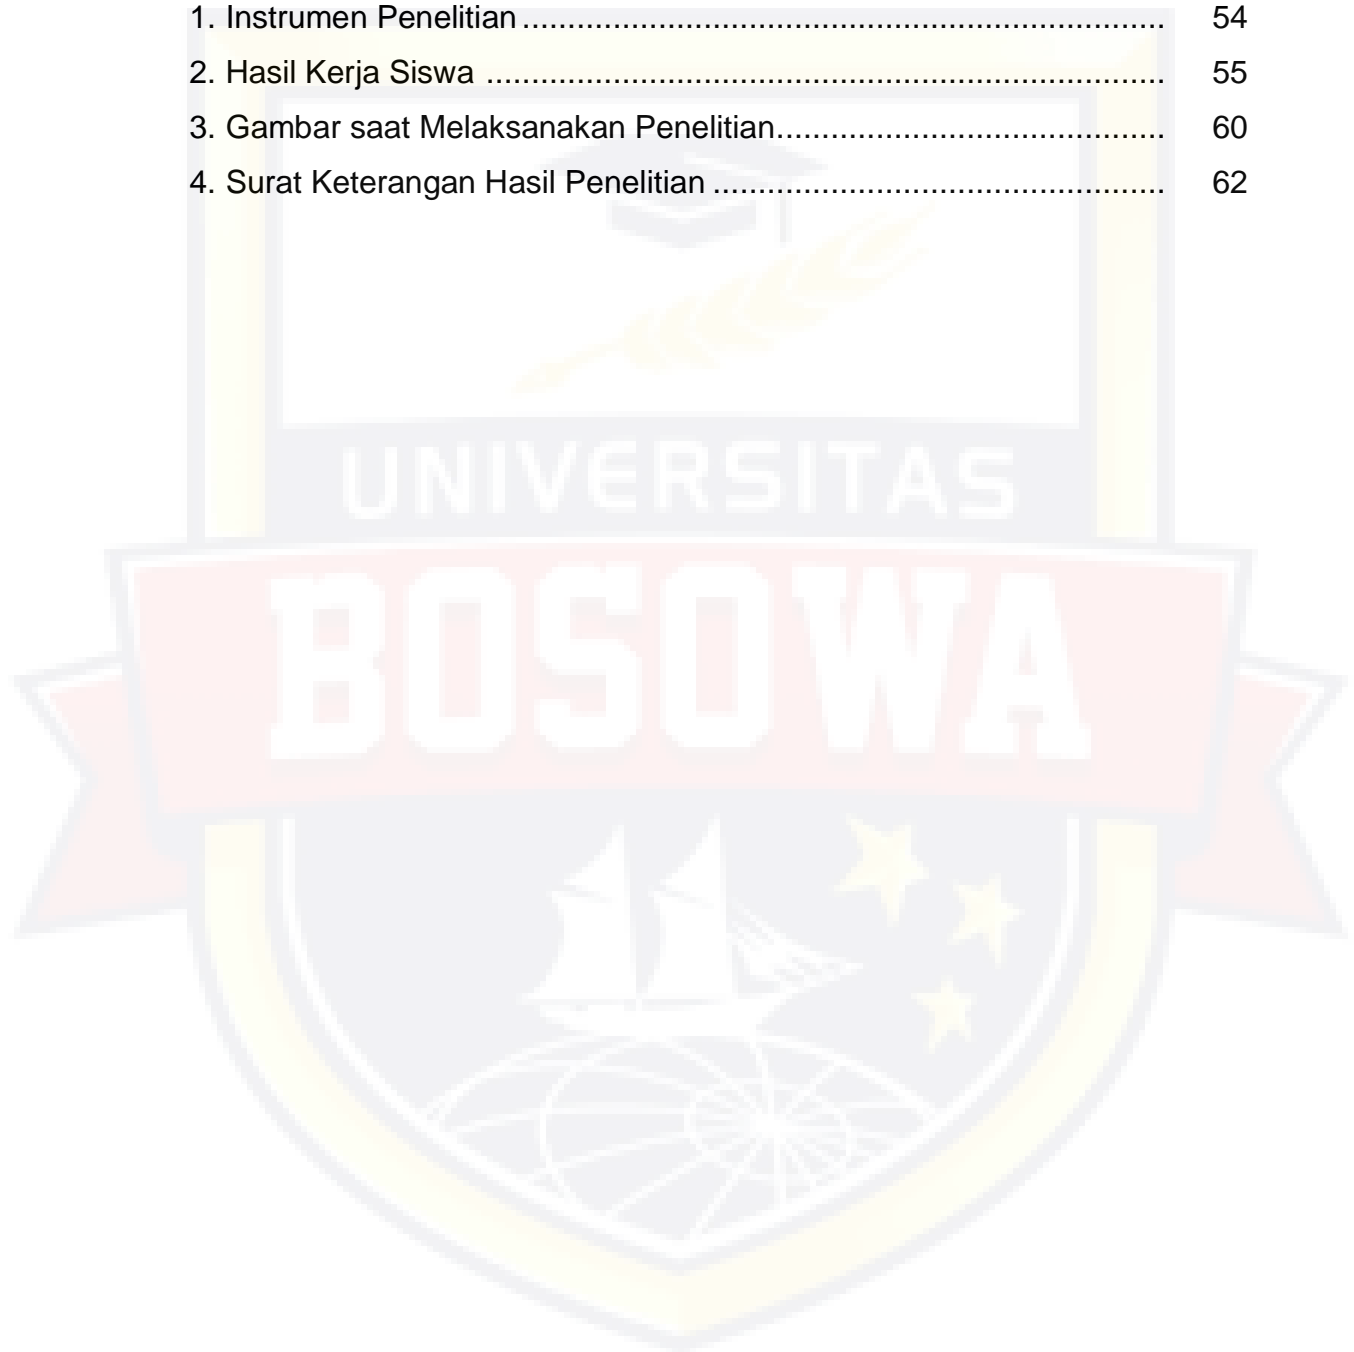 1. Instrumen Penelitian ....................................................................... 54
2. Hasil Kerja Siswa ........................................................................... 55
3. Gambar saat Melaksanakan Penelitian........................................... 60
4. Surat Keterangan Hasil Penelitian .................................................. 62
UNIVERSITAS
BOSOWA